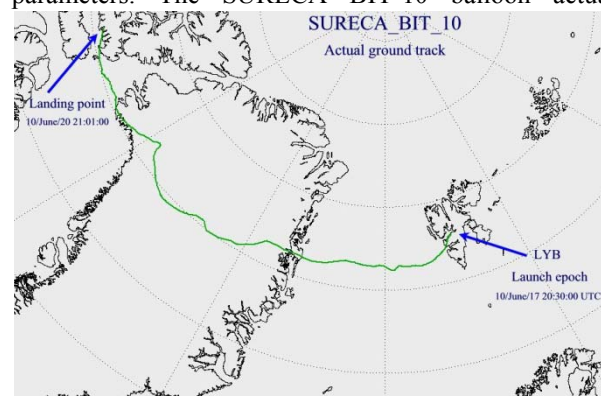 parameters. The SURECA BIT–10 balloon actua
SURECA_BIT_10
Actual ground track
Landing point
10/June/20 21:01:00
LYB
Launch epoch
10/June/17 20:30:00 UTC